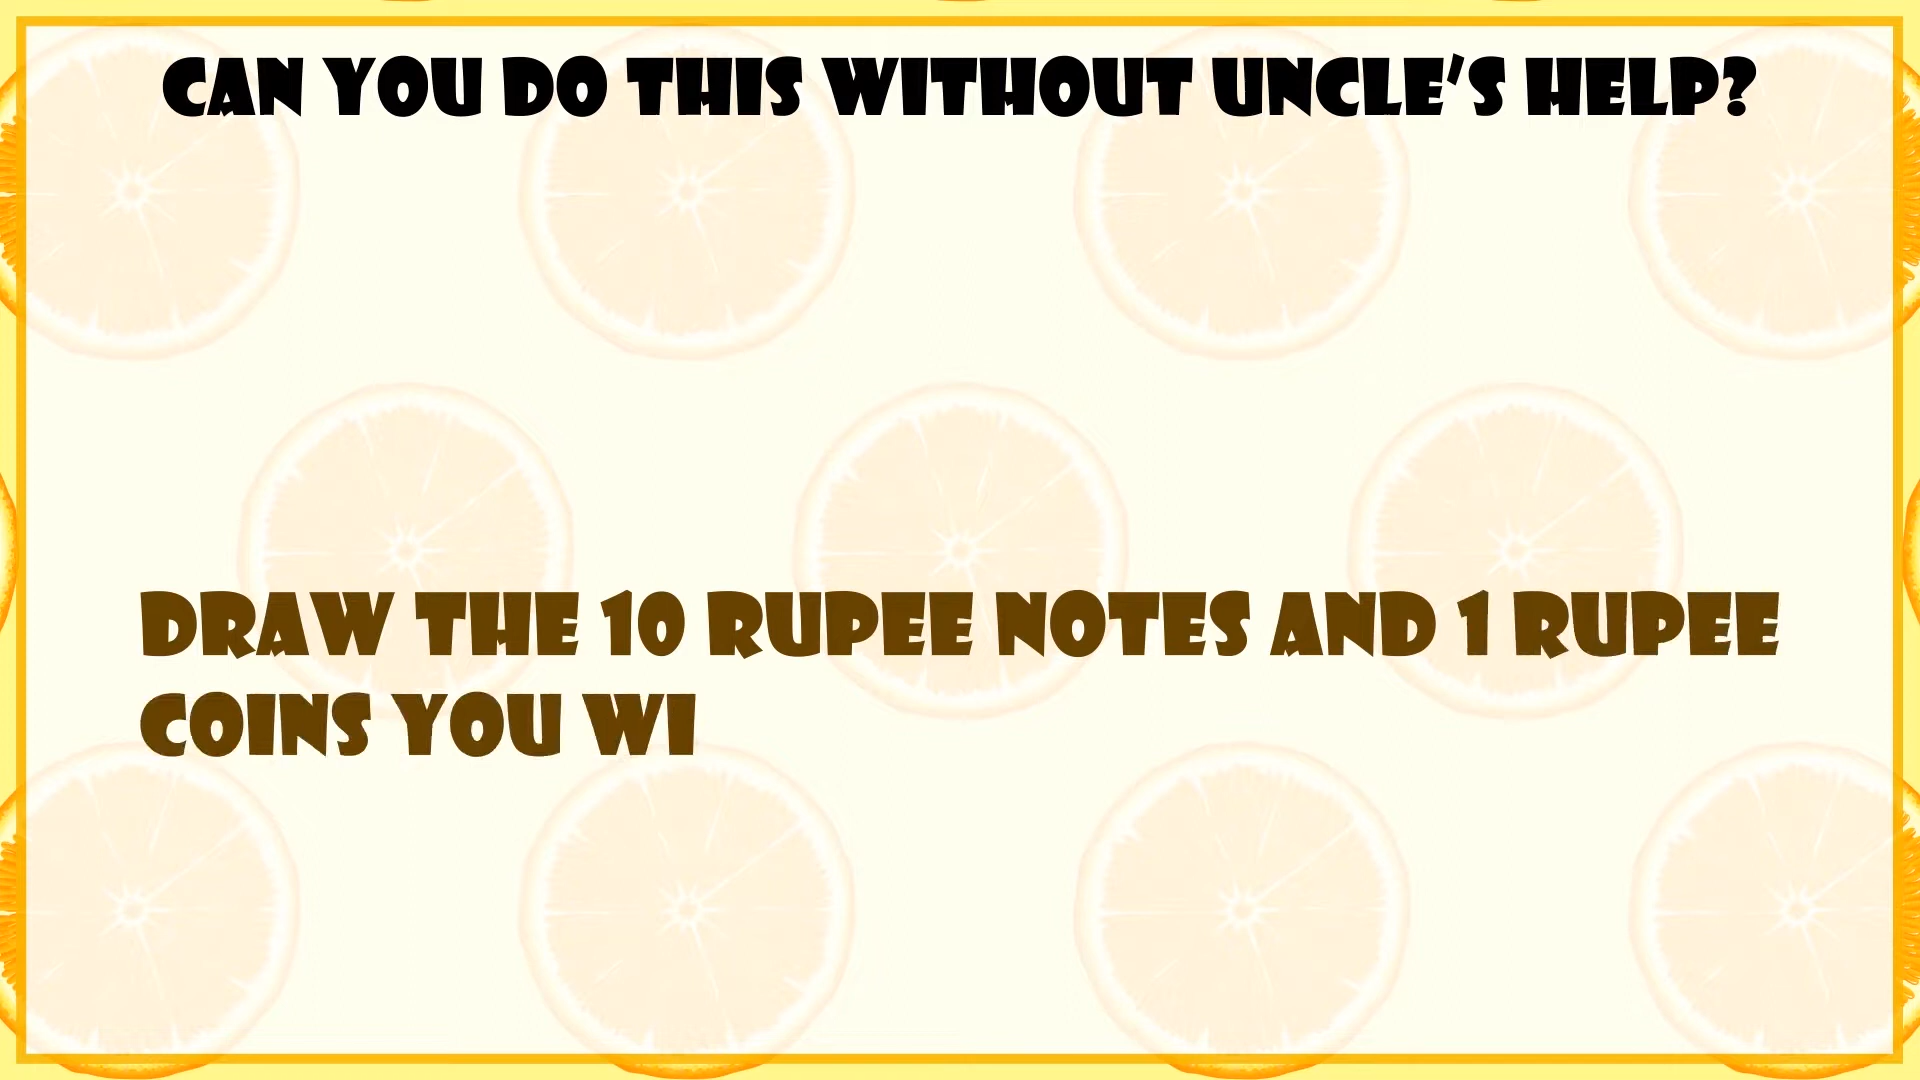 CAN YOU DO THIS WITHOUT UNCLE'S HELP?
DRAW THE 10 RUPEE NOTES AND 1 RUPEE
COINS YOU WI